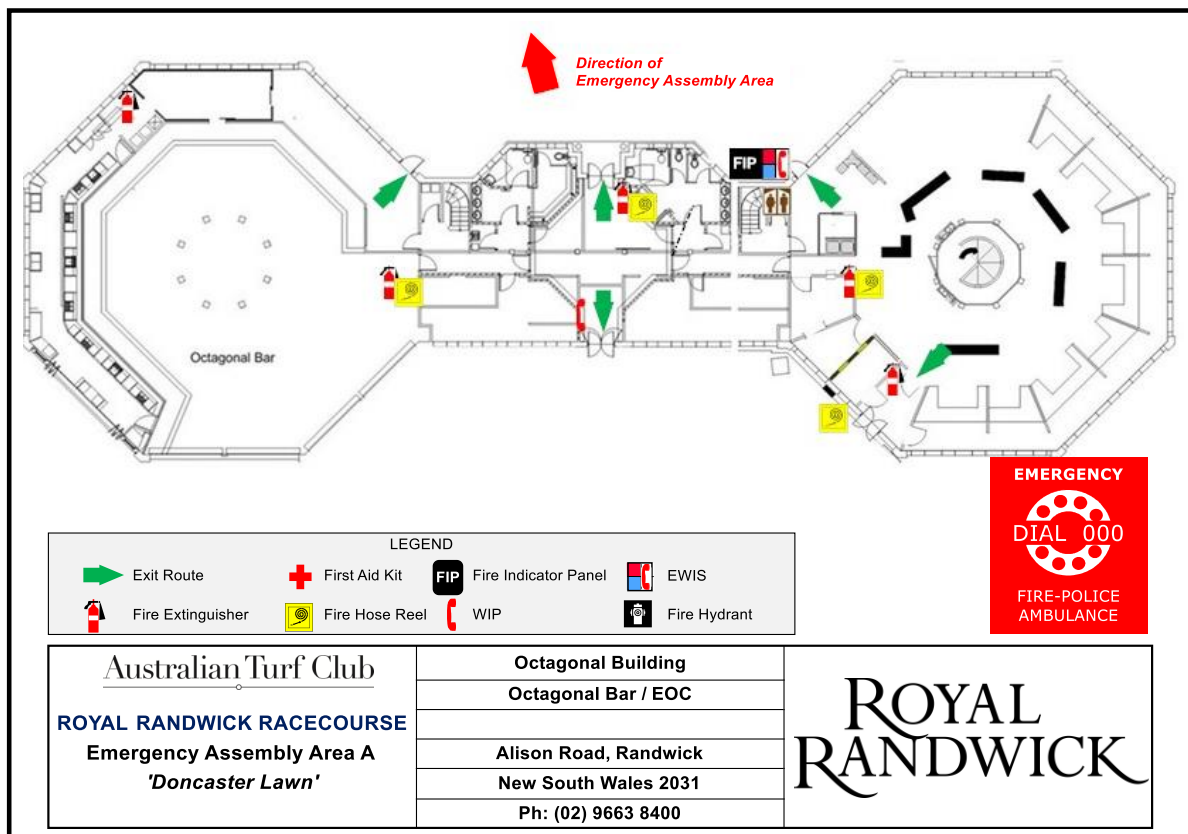 Direction of
Emergency Assembly Area
FIP
Octagonal Bar
EMERGENCY
DIAL 000
FIRE-POLICE
AMBULANCE
LEGEND
Exit Route
First Aid Kit
FIP
Fire Indicator Panel
EWIS
Fire Extinguisher
Fire Hose Reel
WIP
Fire Hydrant
Australian Turf Club
ROYAL RANDWICK RACECOURSE
Emergency Assembly Area A
'Doncaster Lawn'
Octagonal Building
Octagonal Bar / EOC
Alison Road, Randwick
New South Wales 2031
Ph: (02) 9663 8400
ROYAL
RANDWICK